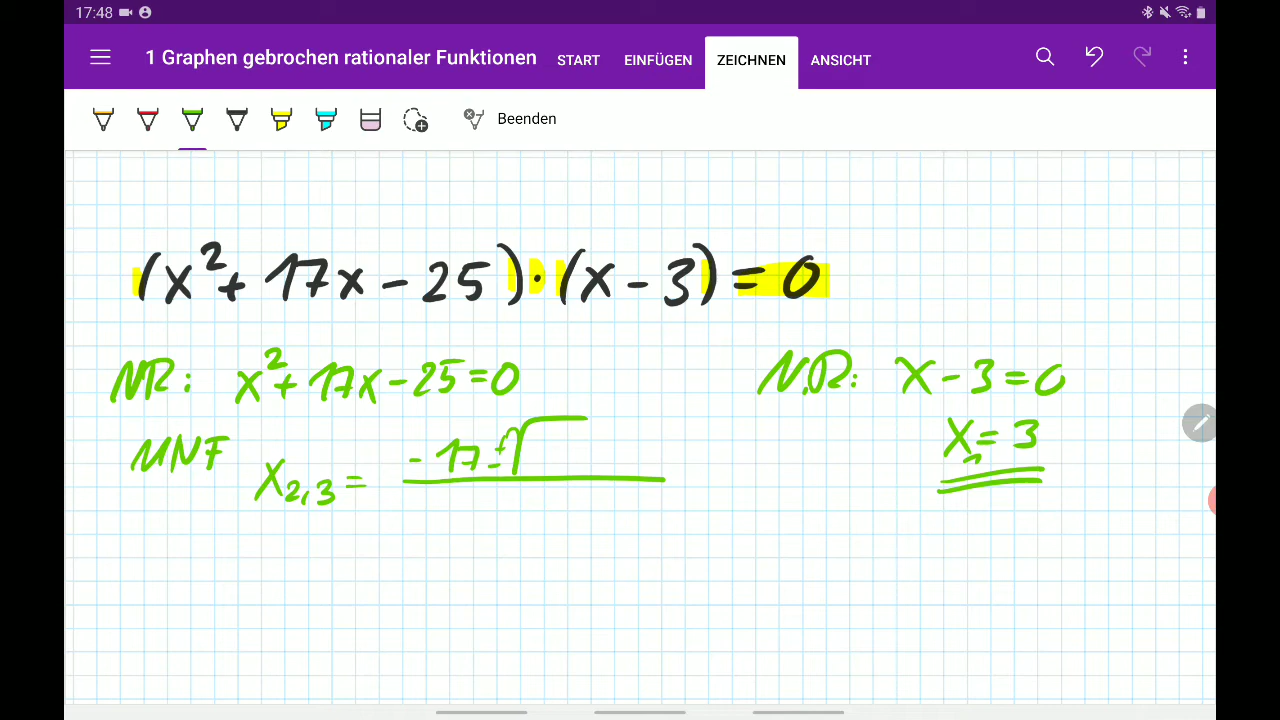 17:48
1 Graphen gebrochen rationaler Funktionen START EINFÜGEN ZEICHNEN ANSICHT
Beenden
(x² + 17x - 25) · (x - 3) = 0
NR: x² + 17x - 25 = 0 NR: x - 3 = 0
MNF x₂,₃ = -17 ± √ x₁ = 3